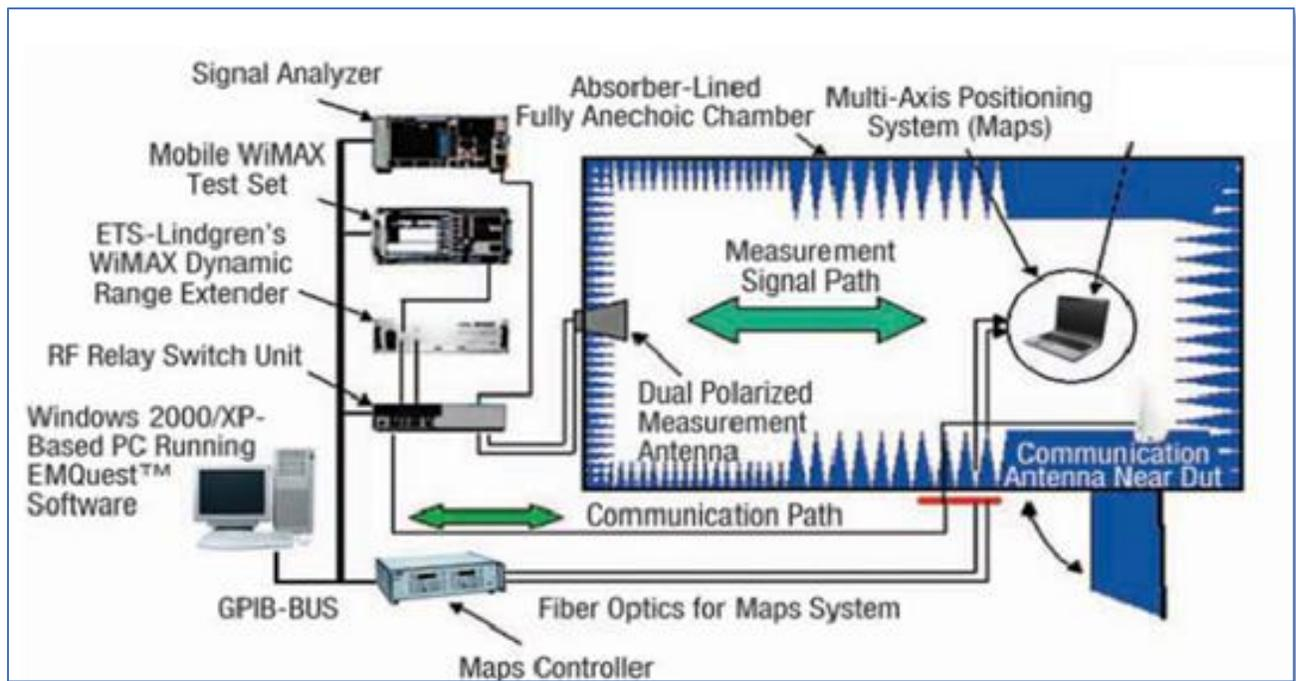 Signal Analyzer
Mobile WiMAX
Test Set
ETS-Lindgren's
WiMAX Dynamic
Range Extender
RF Relay Switch Unit
Windows 2000/XP-
Based PC Running
EMQuest™
Software
GPIB-BUS
Maps Controller
Fiber Optics for Maps System
Communication Path
Absorber-Lined
Fully Anechoic Chamber
Multi-Axis Positioning
System (Maps)
Measurement
Signal Path
Dual Polarized
Measurement
Antenna
Communication
Antenna Near Dut